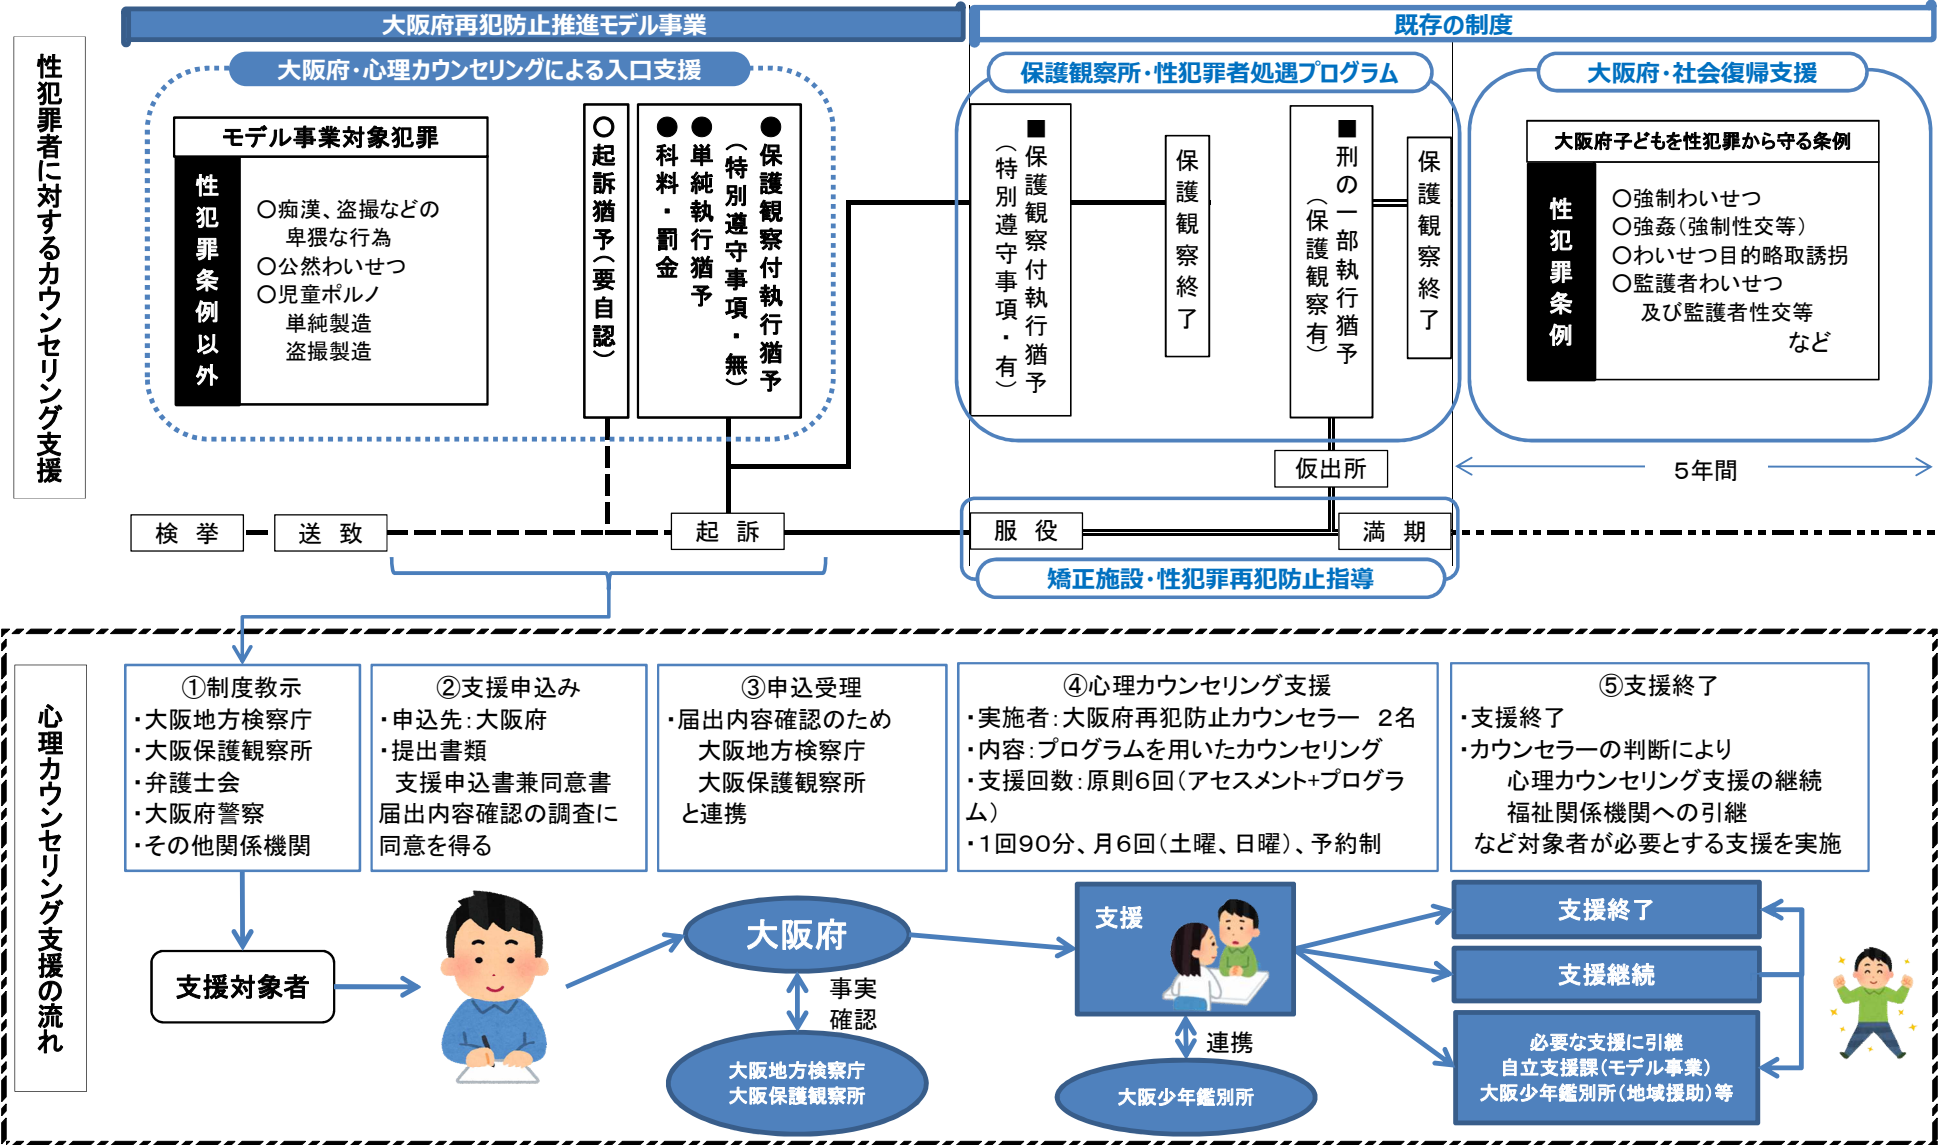 大阪府再犯防止推進モデル事業
既存の制度
性犯罪者に対するカウンセリング支援
大阪府・心理カウンセリングによる入口支援
モデル事業対象犯罪
性犯罪条例以外
○痴漢、盗撮などの
卑猥な行為
○公然わいせつ
○児童ポルノ
単純製造
盗撮製造
○起訴猶予(要自認)
●保護観察付執行猶予
(特別遵守事項・無)
●単純執行猶予
●科料・罰金
保護観察所・性犯罪者処遇プログラム
■保護観察付執行猶予
(特別遵守事項・有)
保護観察終了
■刑の一部執行猶予
(保護観察有)
保護観察終了
大阪府・社会復帰支援
大阪府子どもを性犯罪から守る条例
性犯罪条例
○強制わいせつ
○強姦(強制性交等)
○わいせつ目的略取誘拐
○監護者わいせつ
及び監護者性交等
など
仮出所
5年間
検 挙
送 致
起 訴
服 役
満 期
矯正施設・性犯罪再犯防止指導
心理カウンセリング支援の流れ
①制度教示
・大阪地方検察庁
・大阪保護観察所
・弁護士会
・大阪府警察
・その他関係機関
②支援申込み
・申込先:大阪府
・提出書類
支援申込書兼同意書
届出内容確認の調査に
同意を得る
③申込受理
・届出内容確認のため
大阪地方検察庁
大阪保護観察所
と連携
④心理カウンセリング支援
・実施者:大阪府再犯防止カウンセラー 2名
・内容:プログラムを用いたカウンセリング
・支援回数:原則6回(アセスメント+プログラ
ム)
・1回90分、月6回(土曜、日曜)、予約制
⑤支援終了
・支援終了
・カウンセラーの判断により
心理カウンセリング支援の継続
福祉関係機関への引継
など対象者が必要とする支援を実施
支援対象者
大阪府
事実
確認
大阪地方検察庁
大阪保護観察所
支援
連携
大阪少年鑑別所
支援終了
支援継続
必要な支援に引継
自立支援課(モデル事業)
大阪少年鑑別所(地域援助)等